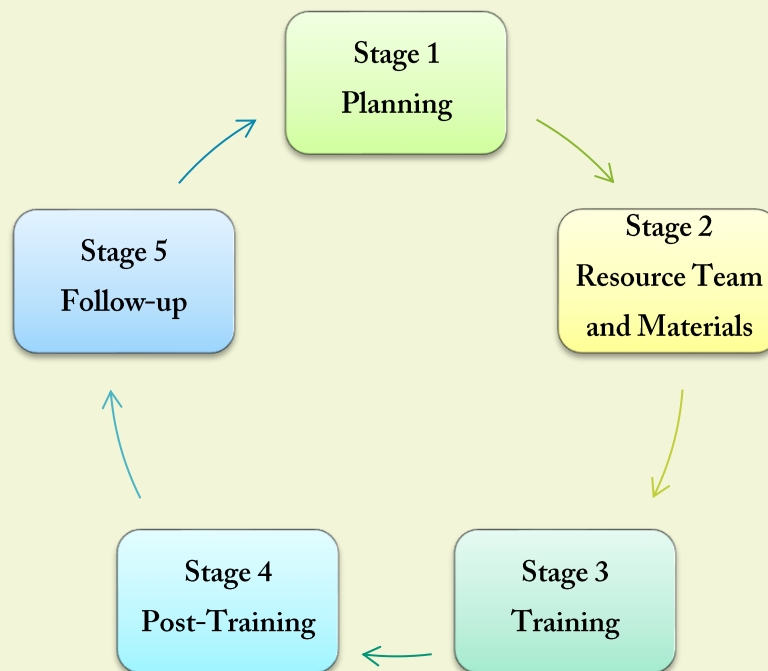 Stage 1
Planning
Stage 2
Resource Team
and Materials
Stage 3
Training
Stage 4
Post-Training
Stage 5
Follow-up